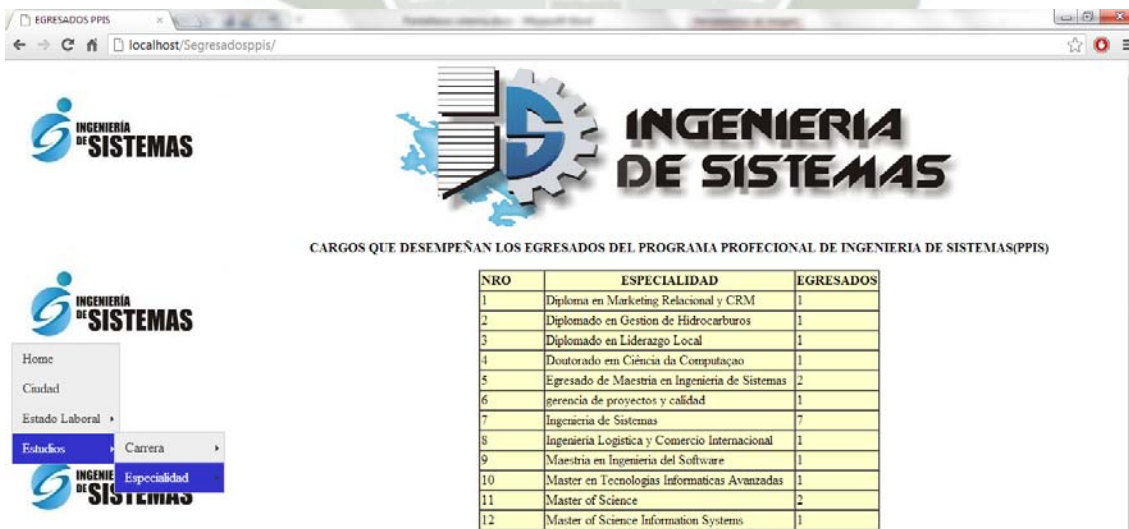 EGRESADOS PPIS
localhost/Segresadosppis/
INGENIERÍA
DE SISTEMAS
INGENIERIA
DE SISTEMAS
CARGOS QUE DESEMPEÑAN LOS EGRESADOS DEL PROGRAMA PROFECIONAL DE INGENIERIA DE SISTEMAS(PPIS)
INGENIERÍA
DE SISTEMAS
Home
Ciudad
Estado Laboral
Estudios
Carrera
Especialidad
INGENIE
DE SISTEMAS
NRO ESPECIALIDAD EGRESADOS
1 Diploma en Marketing Relacional y CRM 1
2 Diplomado en Gestion de Hidrocarburos 1
3 Diplomado en Liderazgo Local 1
4 Doutorado em Ciência da Computaçao 1
5 Egresado de Maestria en Ingenieria de Sistemas 2
6 gerencia de proyectos y calidad 1
7 Ingenieria de Sistemas 7
8 Ingenieria Logistica y Comercio Internacional 1
9 Maestria en Ingenieria del Software 1
10 Master en Tecnologias Informaticas Avanzadas 1
11 Master of Science 2
12 Master of Science Information Systems 1